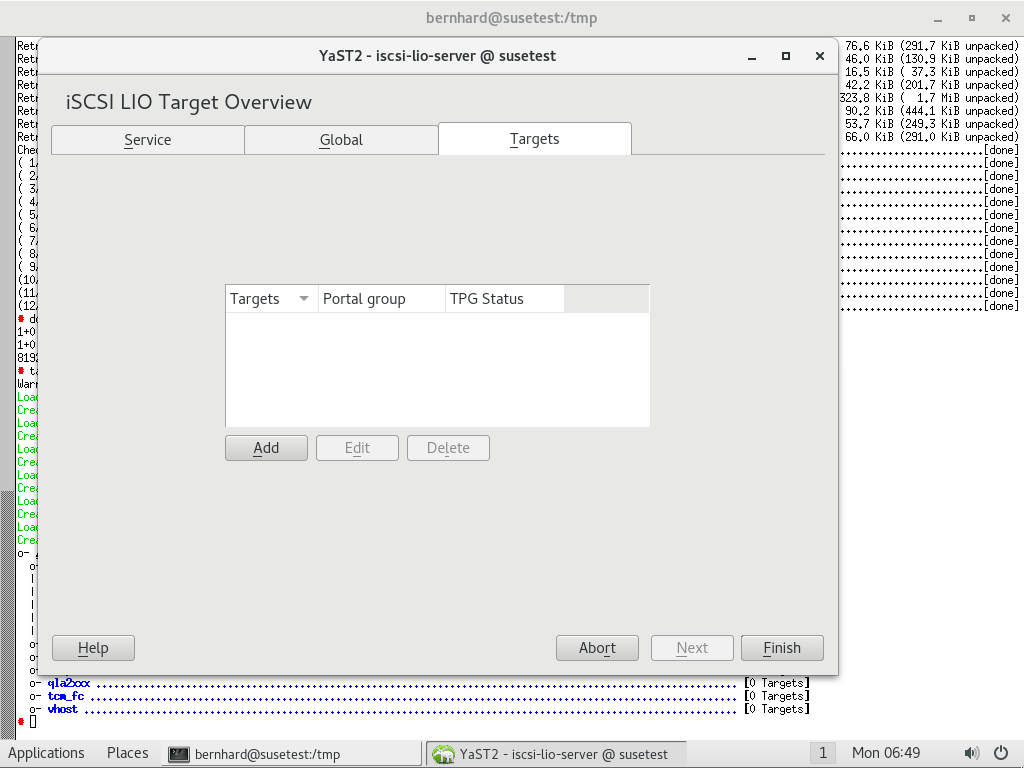 bernhard@susetest:/tmp
Retr 76.6 KiB (291.7 KiB unpacked)
YaST2 - iscsi-lio-server @ susetest
Retr 46.0 KiB (130.9 KiB unpacked)
Retr 16.5 KiB ( 37.3 KiB unpacked)
Retr 42.2 KiB (201.7 KiB unpacked)
Retr 323.8 KiB ( 1.7 MiB unpacked)
iSCSI LIO Target Overview
Retr 90.2 KiB (444.1 KiB unpacked)
Retr 53.7 KiB (249.3 KiB unpacked)
Retr 66.0 KiB (291.0 KiB unpacked)
Service Global Targets
Chec [done]
( 1/ [done]
( 2/ [done]
( 3/ [done]
( 4/ [done]
( 5/ [done]
( 6/ [done]
( 7/ [done]
( 8/ [done]
( 9/ [done]
(10/ [done]
(11/ [done]
(12/ [done]
Targets Portal group TPG Status
# d
1+0
1+0
8192
# ta
Warn
Load
Crea
Load
Crea
Load
Crea
Load
Crea
Load
Crea
Load
Crea
Add Edit Delete
o-
o-
|
|
|
|
|
o-
o-
o-
Help Abort Next Finish
o- qla2xxx ........ [0 Targets]
o- tcm_fc ........ [0 Targets]
o- vhost ........ [0 Targets]
#
Applications Places bernhard@susetest:/tmp YaST2 - iscsi-lio-server @ susetest 1 Mon 06:49